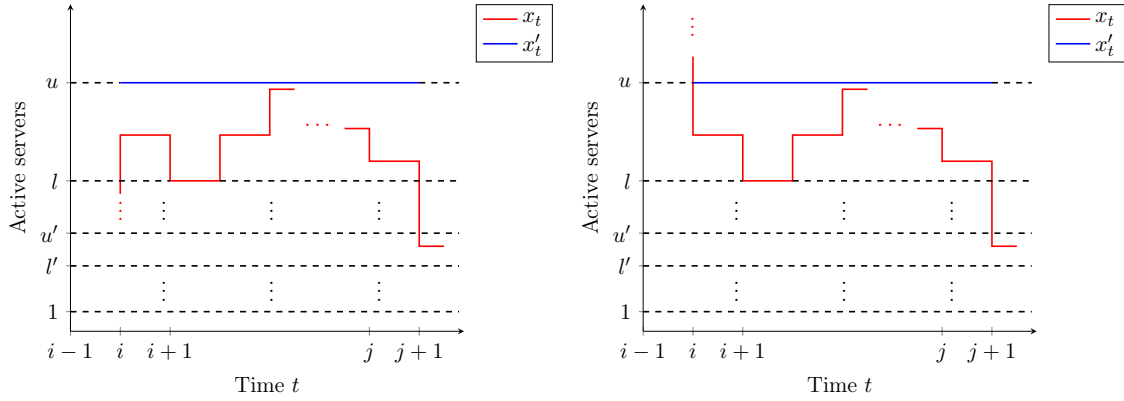 x_t
x'_t
u
l
u'
l'
1
Active servers
i − 1
i
i + 1
j
j + 1
Time t
x_t
x'_t
u
l
u'
l'
1
Active servers
i − 1
i
i + 1
j
j + 1
Time t